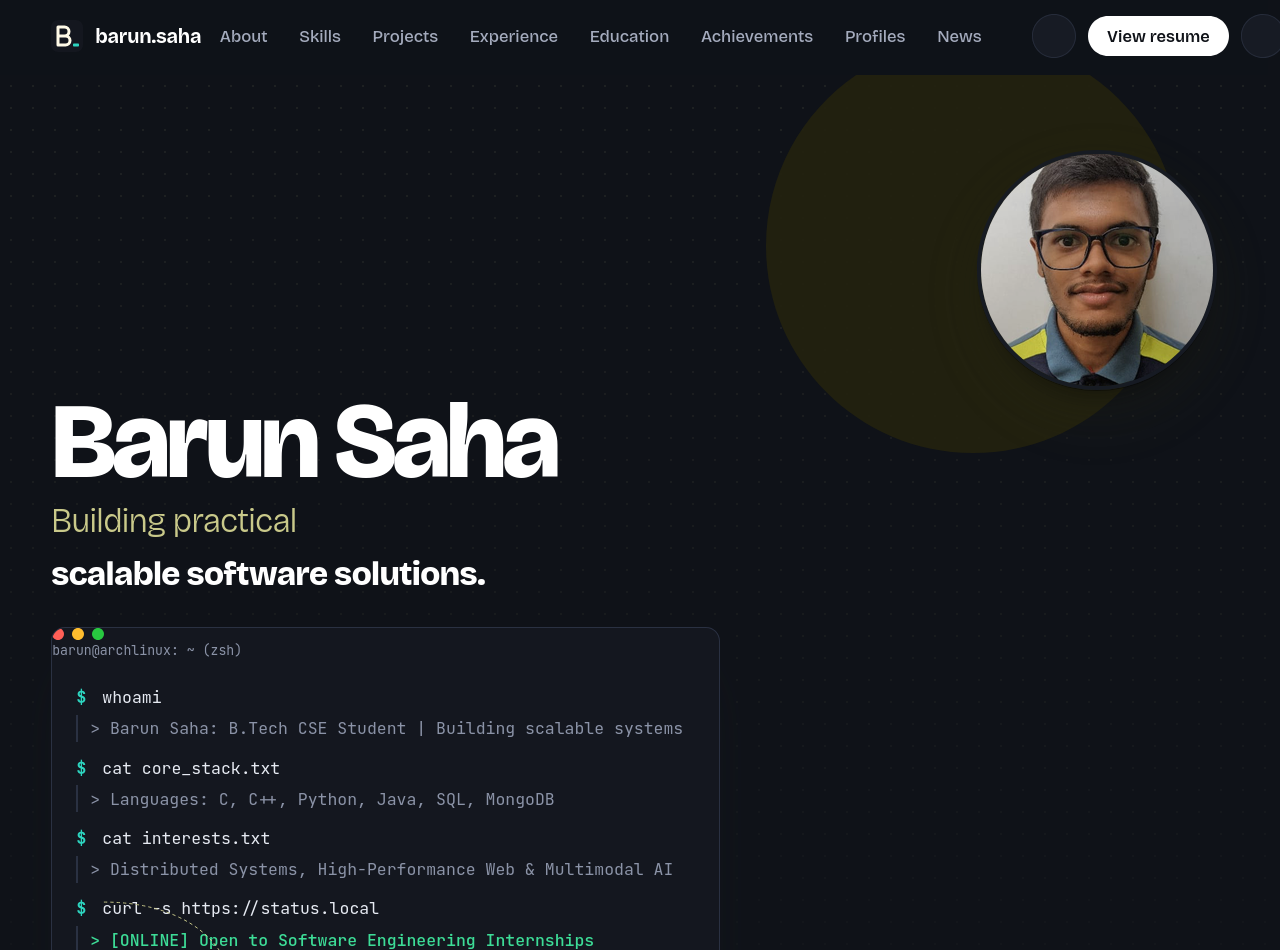 B_ barun.saha About Skills Projects Experience Education Achievements Profiles News View resume
Barun Saha
Building practical
scalable software solutions.
barun@archlinux: ~ (zsh)
$ whoami
> Barun Saha: B.Tech CSE Student | Building scalable systems
$ cat core_stack.txt
> Languages: C, C++, Python, Java, SQL, MongoDB
$ cat interests.txt
> Distributed Systems, High-Performance Web & Multimodal AI
$ curl -s https://status.local
> [ONLINE] Open to Software Engineering Internships